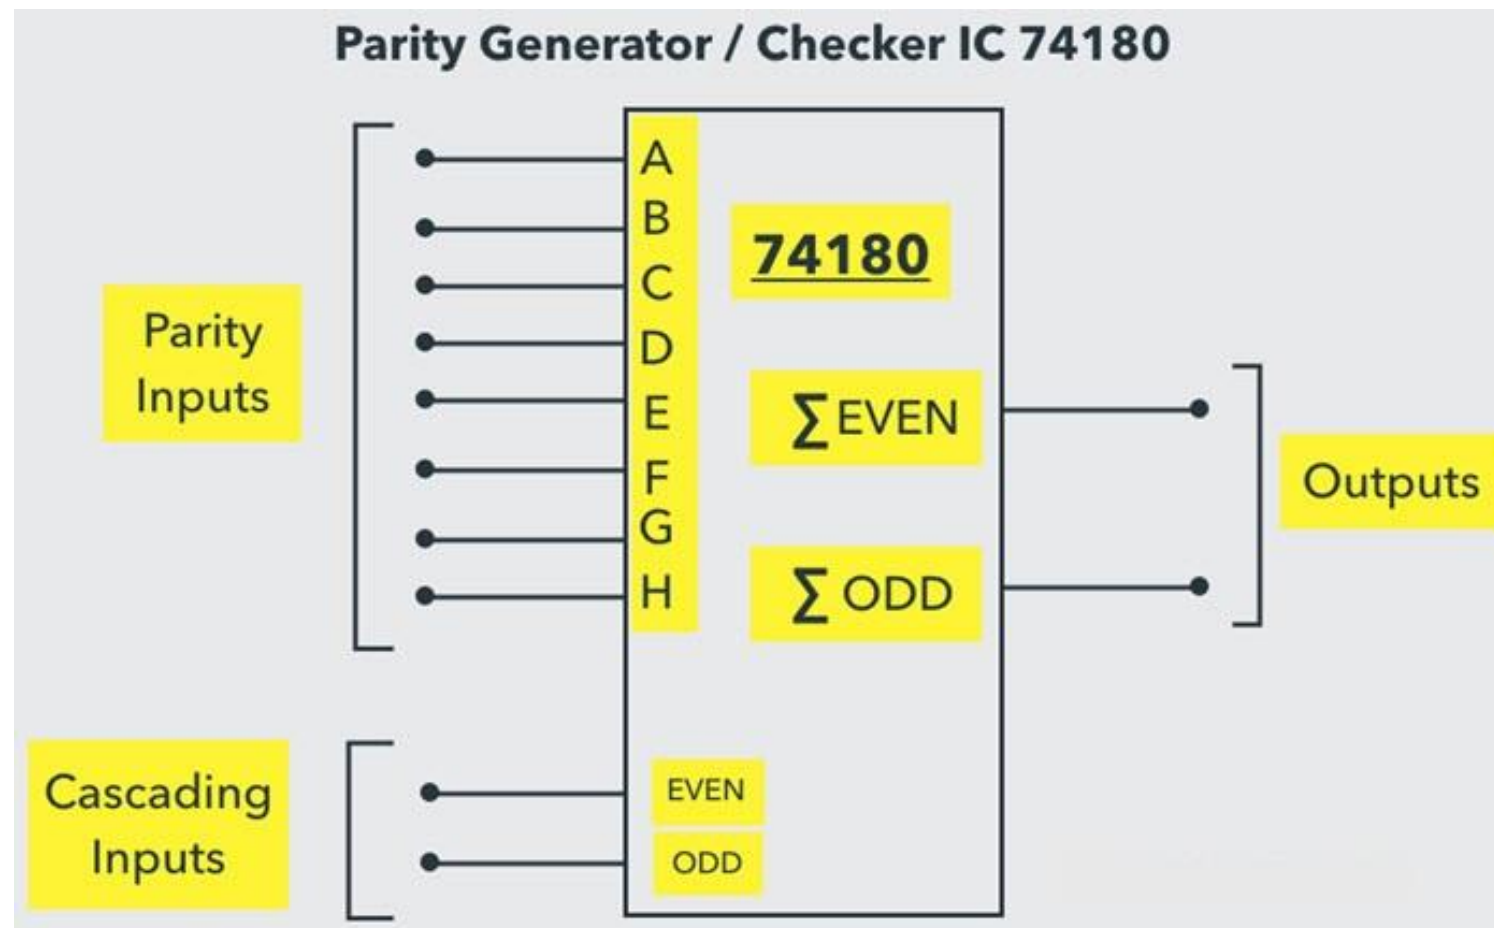 Parity Generator / Checker IC 74180
A
B
C
D
E
F
G
H
74180
Parity
Inputs
∑ EVEN
∑ ODD
Outputs
Cascading
Inputs
EVEN
ODD